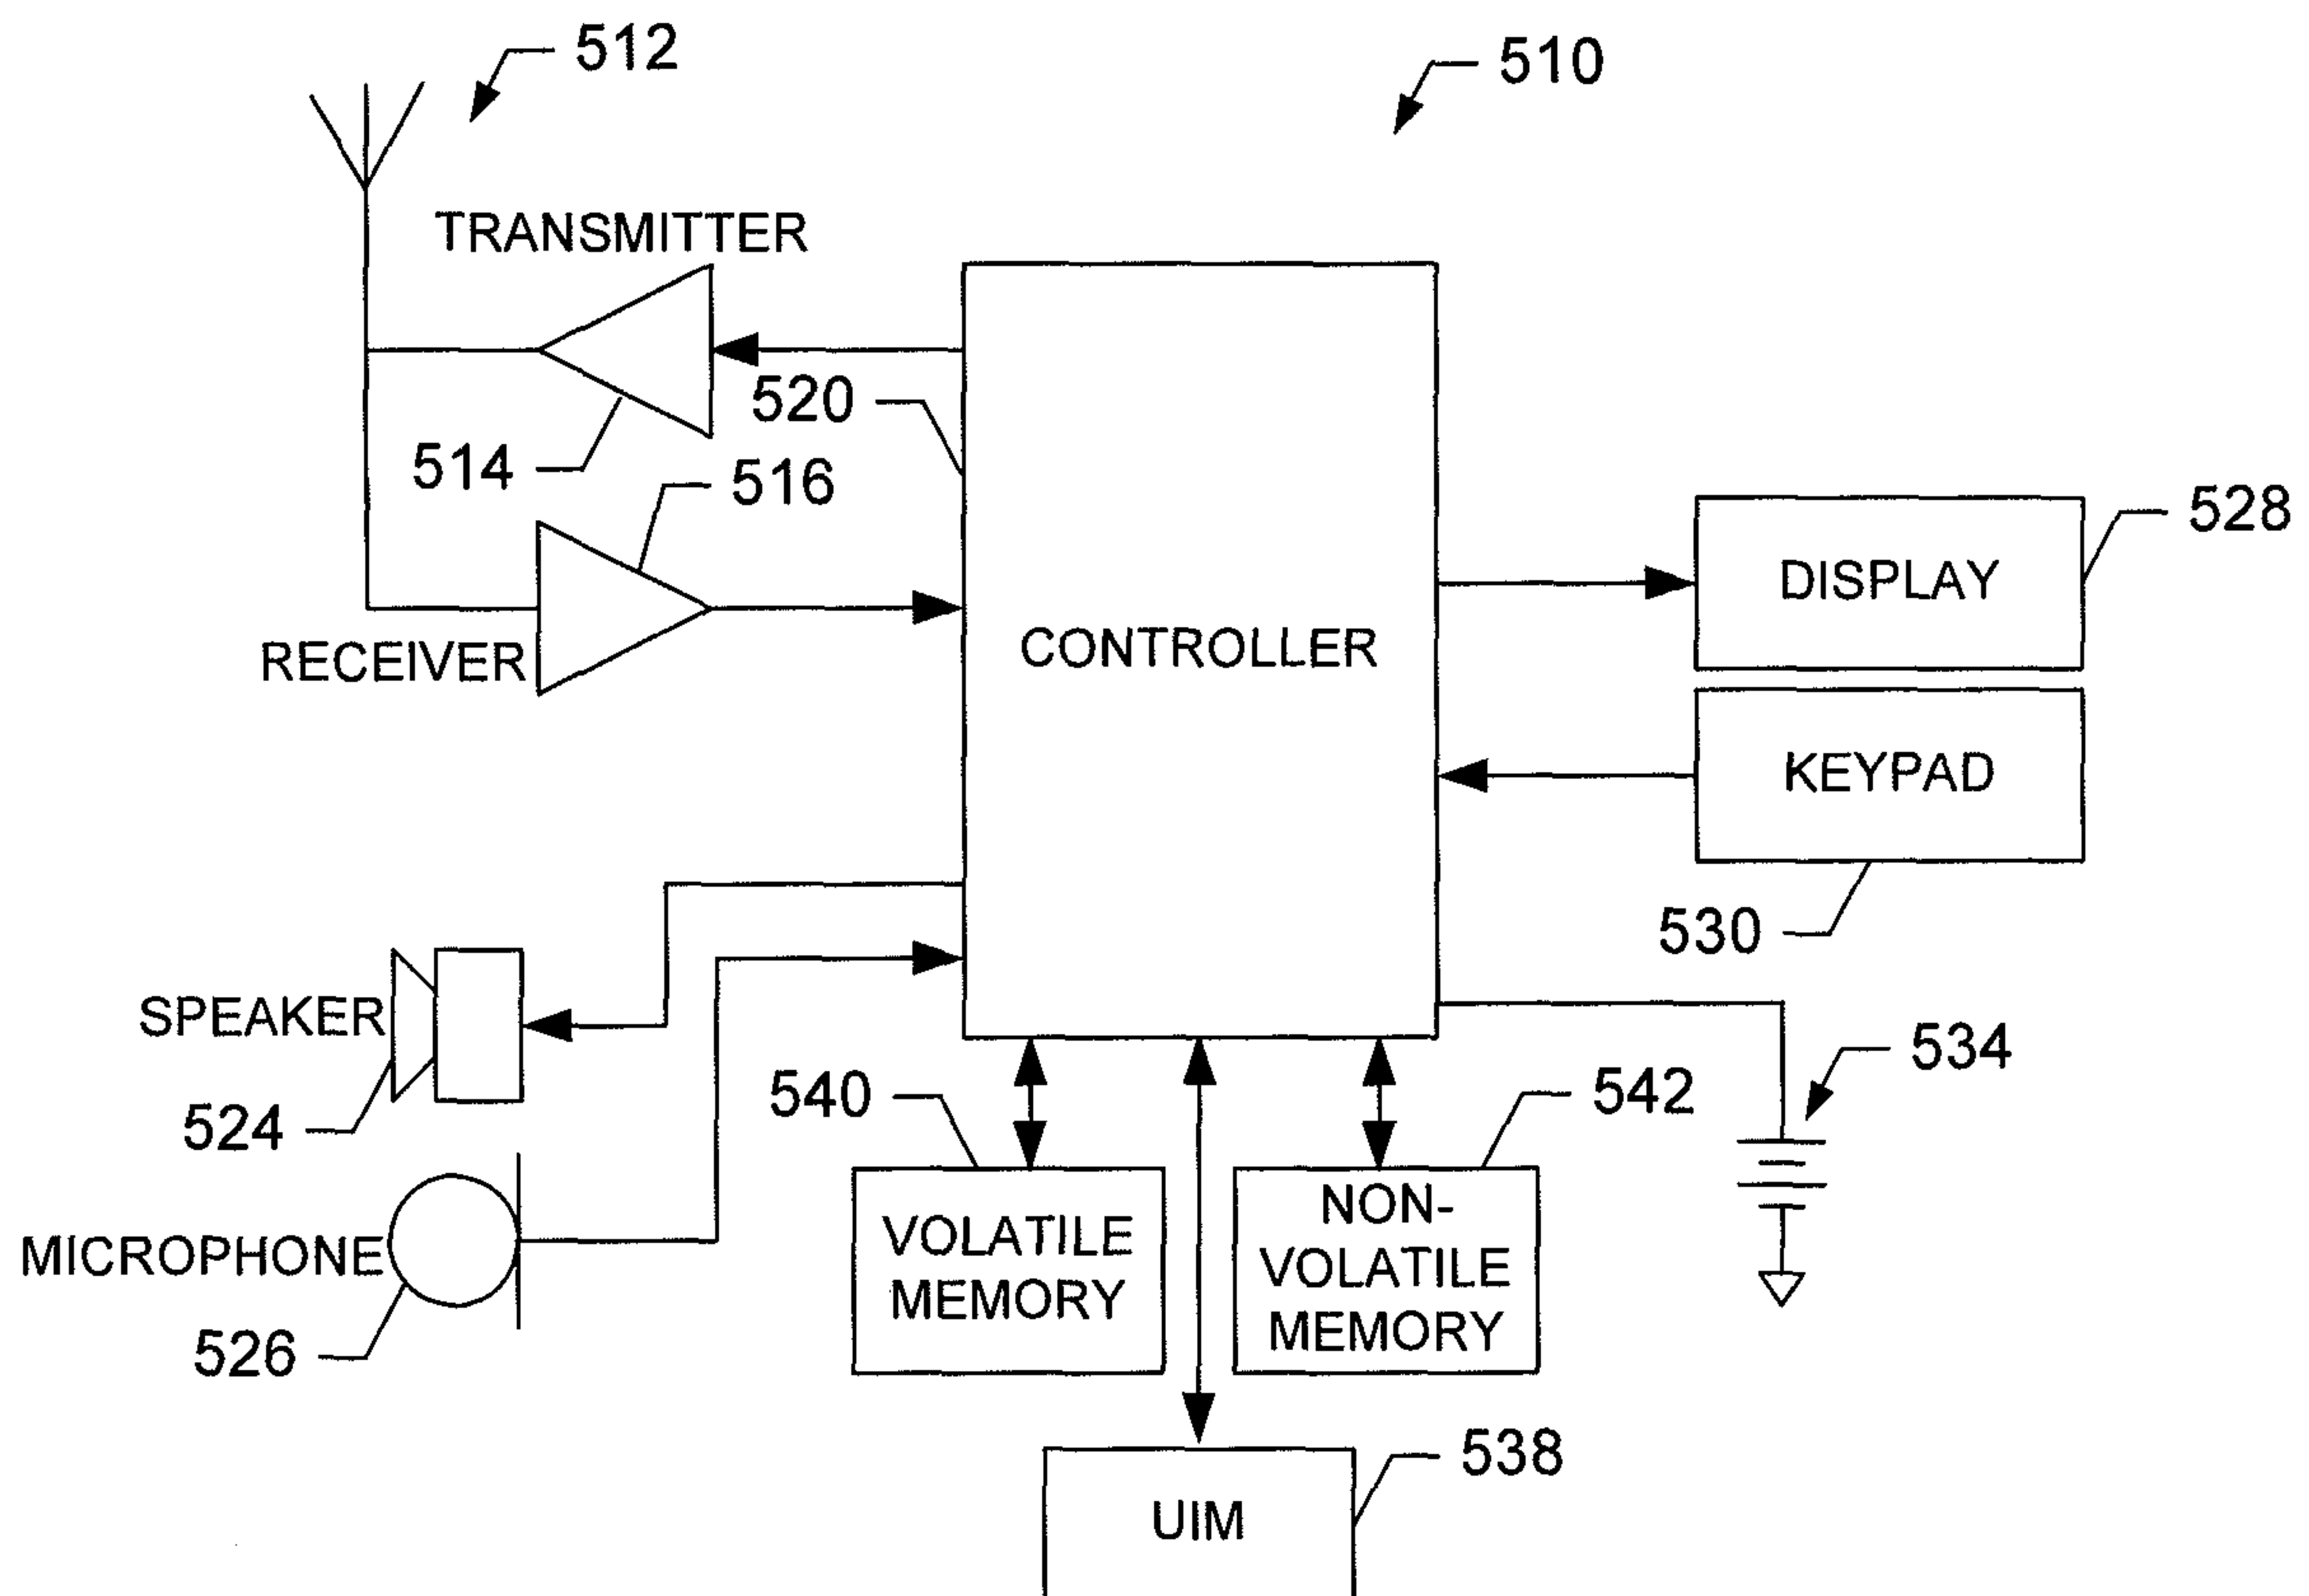 512
510
TRANSMITTER
520
514
516
528
DISPLAY
CONTROLLER
RECEIVER
KEYPAD
530
SPEAKER
534
540
542
524
NON-
VOLATILE
MEMORY
VOLATILE
MEMORY
MICROPHONE
526
538
UIM